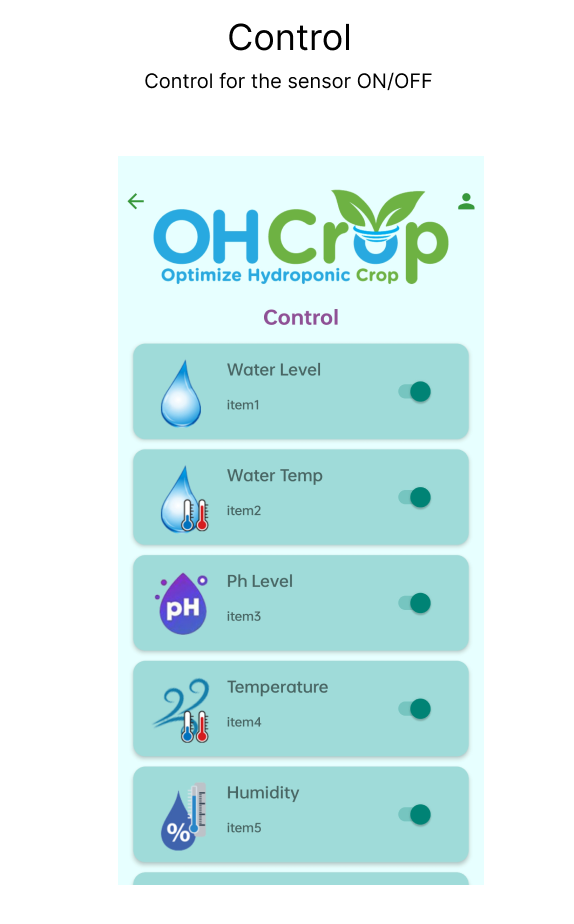 Control
Control for the sensor ON/OFF
OHCrop
Optimize Hydroponic Crop
Control
Water Level
item1
Water Temp
item2
Ph Level
item3
pH
Temperature
item4
Humidity
item5
%